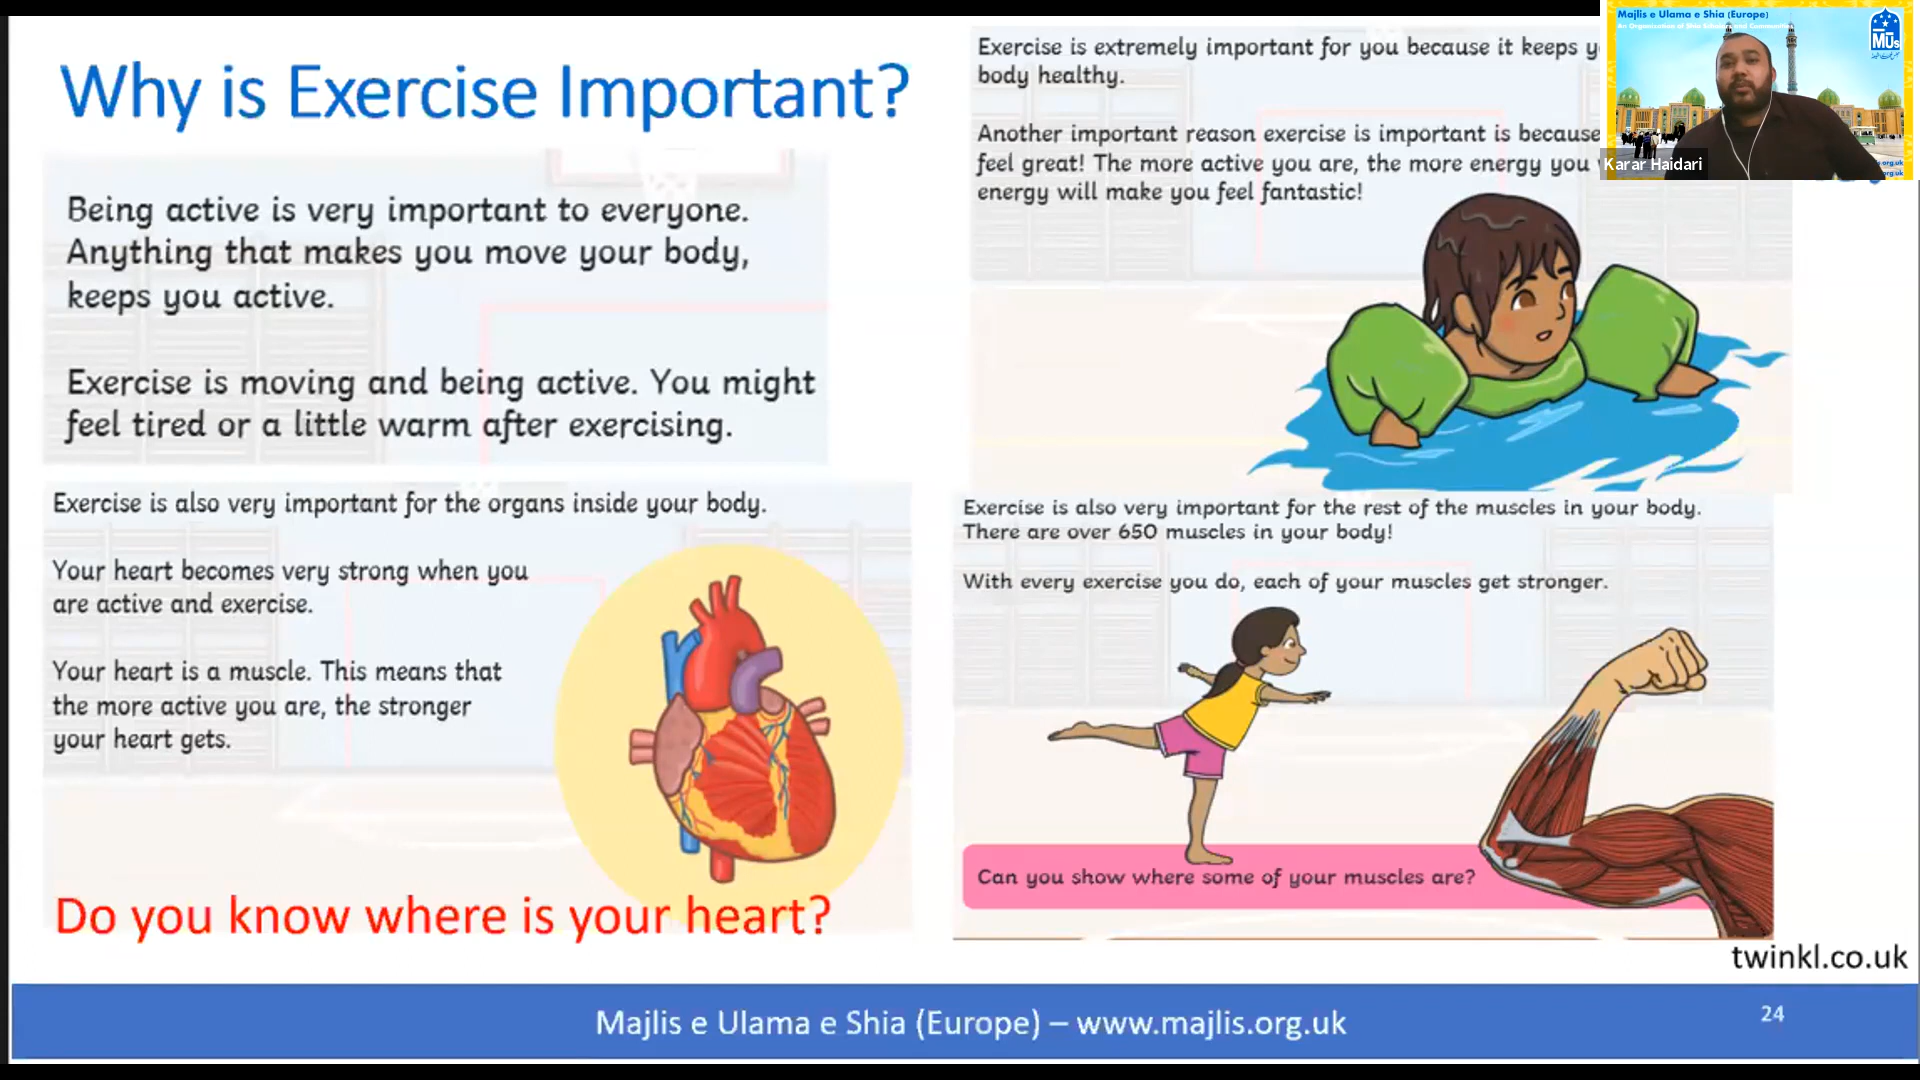 Why is Exercise Important?
Being active is very important to everyone.
Anything that makes you move your body,
keeps you active.
Exercise is moving and being active. You might
feel tired or a little warm after exercising.
Exercise is extremely important for you because it keeps
body healthy.
Another important reason exercise is important is because
feel great! The more active you are, the more energy you
energy will make you feel fantastic!
Majlis e Ulama e Shia (Europe)
MUS
Karar Haidari
Exercise is also very important for the organs inside your body.
Your heart becomes very strong when you
are active and exercise.
Your heart is a muscle. This means that
the more active you are, the stronger
your heart gets.
Do you know where is your heart?
Exercise is also very important for the rest of the muscles in your body.
There are over 650 muscles in your body!
With every exercise you do, each of your muscles get stronger.
Can you show where some of your muscles are?
twinkl.co.uk
Majlis e Ulama e Shia (Europe) – www.majlis.org.uk
24